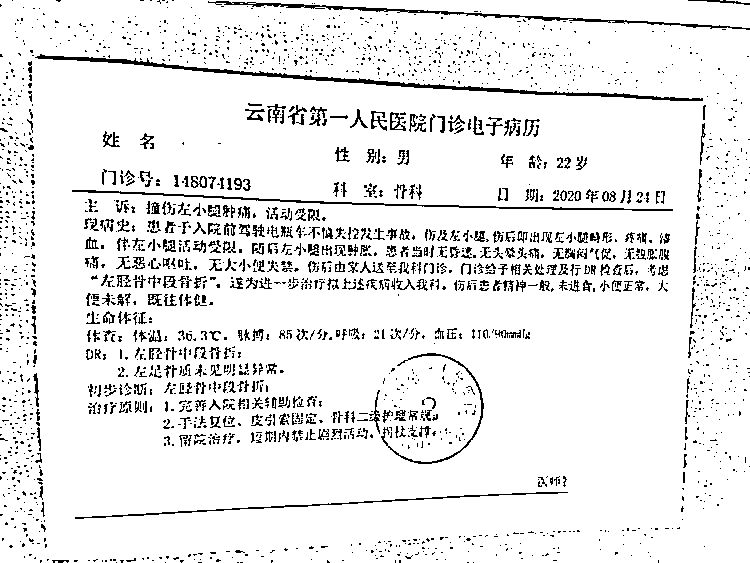 云南省第一人民医院门诊电子病历
姓 名
性 别：男
年 龄：22岁
门诊号：148074193
科 室：骨科
日 期：2020年08月24日
主 诉：撞伤左小腿肿痛，活动受限。
现病史：患者于入院前驾驶电瓶车不慎失控发生事故，伤及左小腿，伤后即出现左小腿畸形、疼痛、渗
血，伴左小腿活动受限，随后左小腿出现肿胀，患者当时无昏迷，无头晕头痛，无胸闷气促，无腹胀腹
痛，无恶心呕吐，无大小便失禁。伤后由家人送至我科门诊，门诊给予相关处理及行DR检查后，考虑
“左胫骨中段骨折”。遂为进一步治疗拟上述疾病收入我科。伤后患者精神一般，未进食，小便正常，大
便未解，既往体健。
生命体征：
体查：体温：36.3℃，脉搏：85次/分，呼吸：21次/分，血压：110/90mmHg
DR：1.左胫骨中段骨折；
2.左足骨质未见明显异常。
初步诊断：左胫骨中段骨折；
治疗原则：1.完善入院相关辅助检查；
2.手法复位、皮引索固定、骨科二级护理常规；
3.留院治疗，短期内禁止剧烈活动，拐杖支撑；
医师：